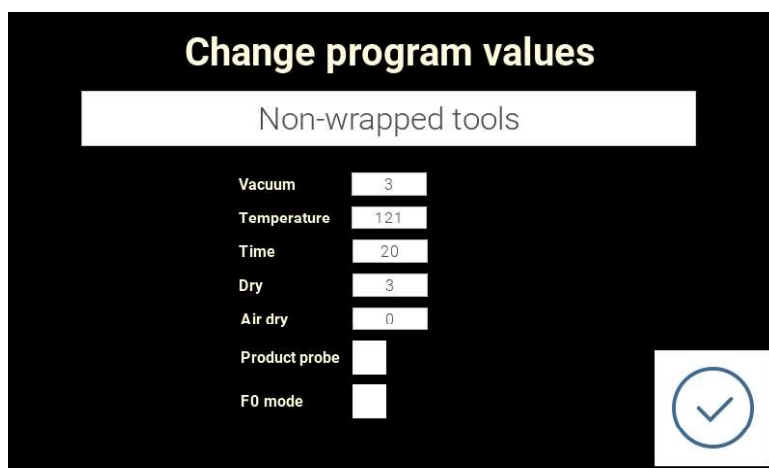 Change program values
Non-wrapped tools
Vacuum 3
Temperature 121
Time 20
Dry 3
Air dry 0
Product probe
F0 mode